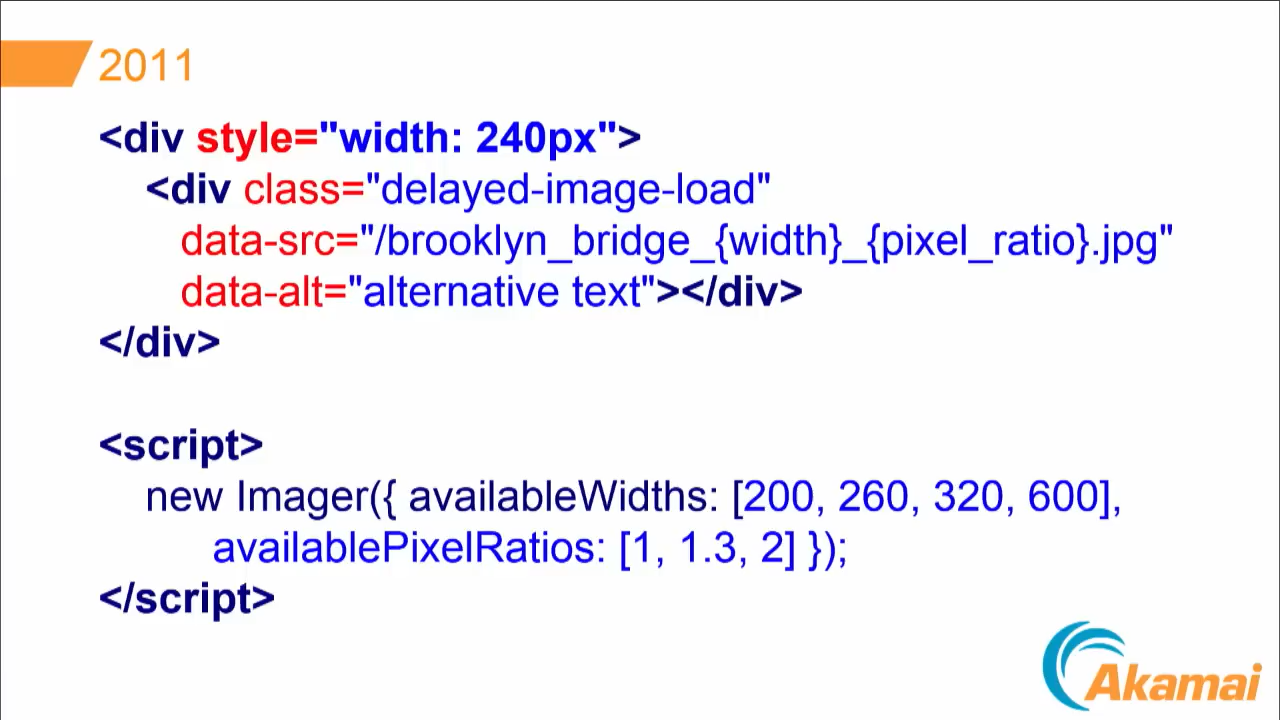 2011
<div style="width: 240px">
<div class="delayed-image-load"
data-src="/brooklyn_bridge_{width}_{pixel_ratio}.jpg"
data-alt="alternative text"></div>
</div>
<script>
new Imager({ availableWidths: [200, 260, 320, 600],
availablePixelRatios: [1, 1.3, 2] });
</script>
Akamai